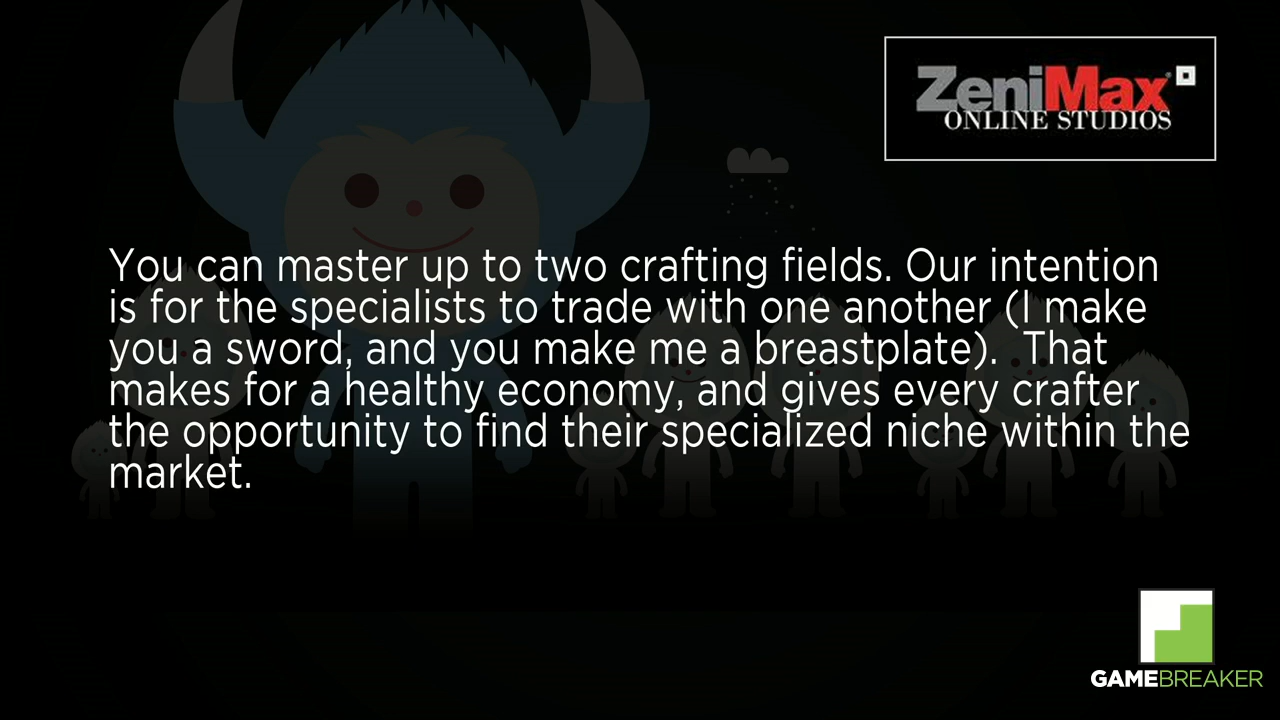 ZeniMax
ONLINE STUDIOS
You can master up to two crafting fields. Our intention
is for the specialists to trade with one another (I make
you a sword, and you make me a breastplate).  That
makes for a healthy economy, and gives every crafter
the opportunity to find their specialized niche within the
market.
GAMEBREAKER